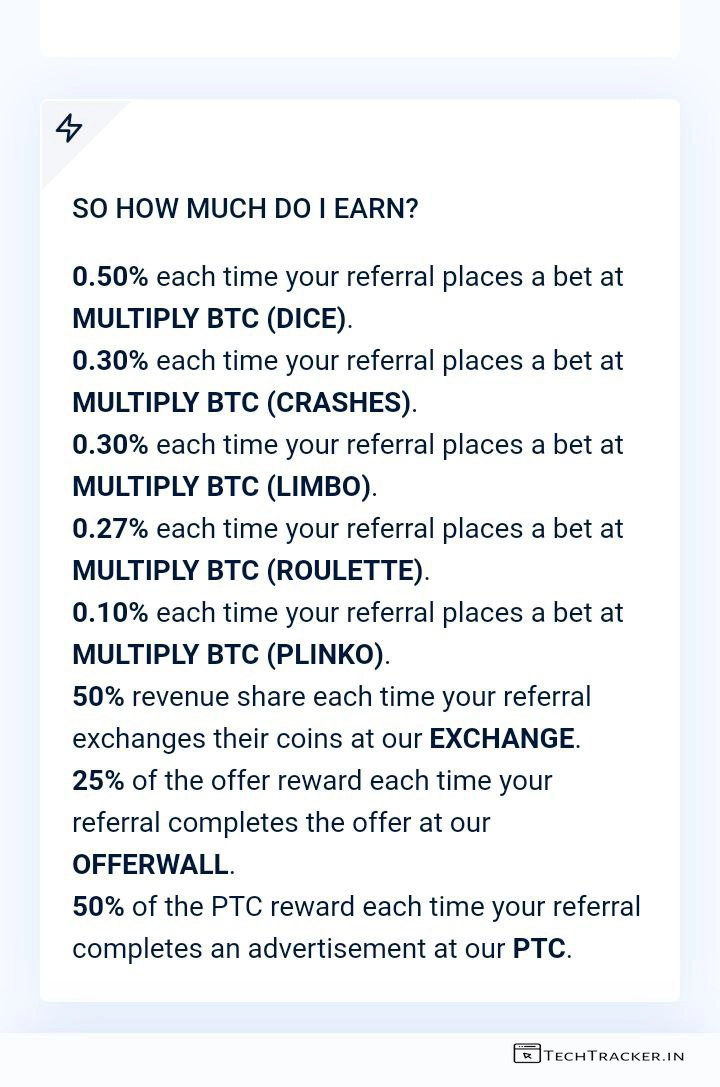 SO HOW MUCH DO I EARN?
0.50% each time your referral places a bet at
MULTIPLY BTC (DICE).
0.30% each time your referral places a bet at
MULTIPLY BTC (CRASHES).
0.30% each time your referral places a bet at
MULTIPLY BTC (LIMBO).
0.27% each time your referral places a bet at
MULTIPLY BTC (ROULETTE).
0.10% each time your referral places a bet at
MULTIPLY BTC (PLINKO).
50% revenue share each time your referral
exchanges their coins at our EXCHANGE.
25% of the offer reward each time your
referral completes the offer at our
OFFERWALL.
50% of the PTC reward each time your referral
completes an advertisement at our PTC.
TECHTRACKER.IN